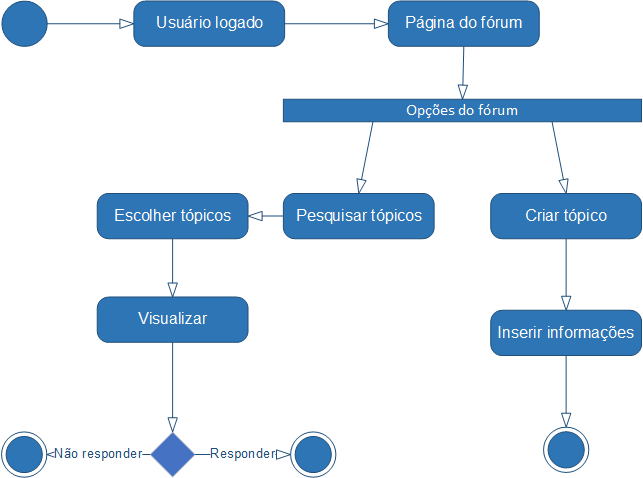 Usuário logado
Página do fórum
Opções do fórum
Escolher tópicos
Pesquisar tópicos
Criar tópico
Visualizar
Inserir informações
Não responder
Responder